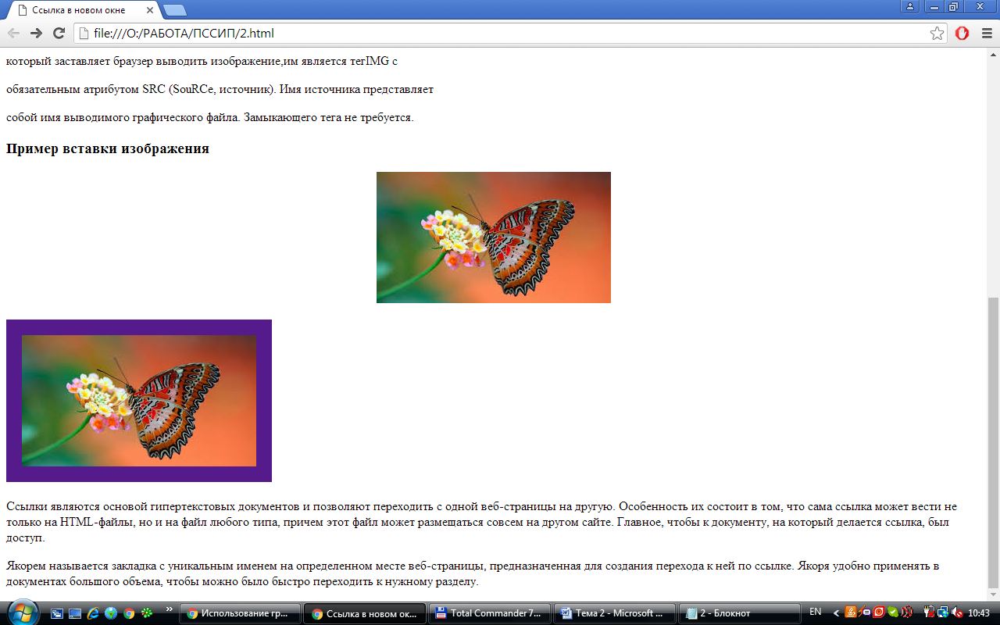 Ссылка в новом окне
file:///O:/РАБОТА/ПССИП/2.html
который заставляет браузер выводить изображение,им является тегIMG с
обязательным атрибутом SRC (SouRCe, источник). Имя источника представляет
собой имя выводимого графического файла. Замыкающего тега не требуется.
Пример вставки изображения
Ссылки являются основой гипертекстовых документов и позволяют переходить с одной веб-страницы на другую. Особенность их состоит в том, что сама ссылка может вести не
только на HTML-файлы, но и на файл любого типа, причем этот файл может размещаться совсем на другом сайте. Главное, чтобы к документу, на который делается ссылка, был
доступ.
Якорем называется закладка с уникальным именем на определенном месте веб-страницы, предназначенная для создания перехода к ней по ссылке. Якоря удобно применять в
документах большого объема, чтобы можно было быстро переходить к нужному разделу.
» Использование гр... Ссылка в новом ок... Total Commander 7... Тема 2 - Microsoft ... 2 - Блокнот EN 10:43